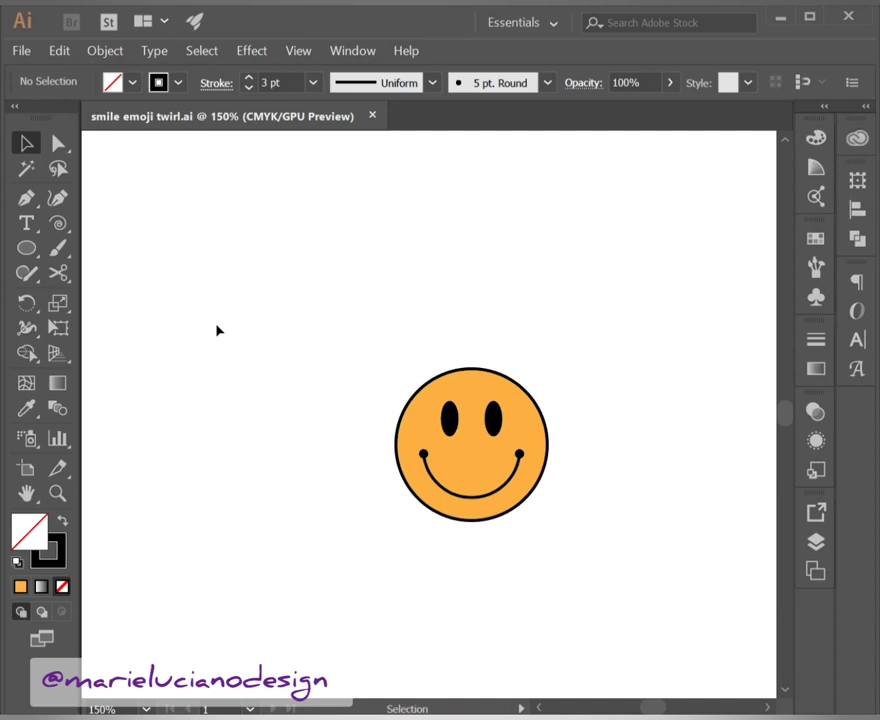 Ai Br St Essentials Search Adobe Stock
File Edit Object Type Select Effect View Window Help
No Selection Stroke: 3 pt Uniform 5 pt. Round Opacity: 100% Style:
smile emoji twirl.ai @ 150% (CMYK/GPU Preview)
@marielucianodesign
150% 1 Selection